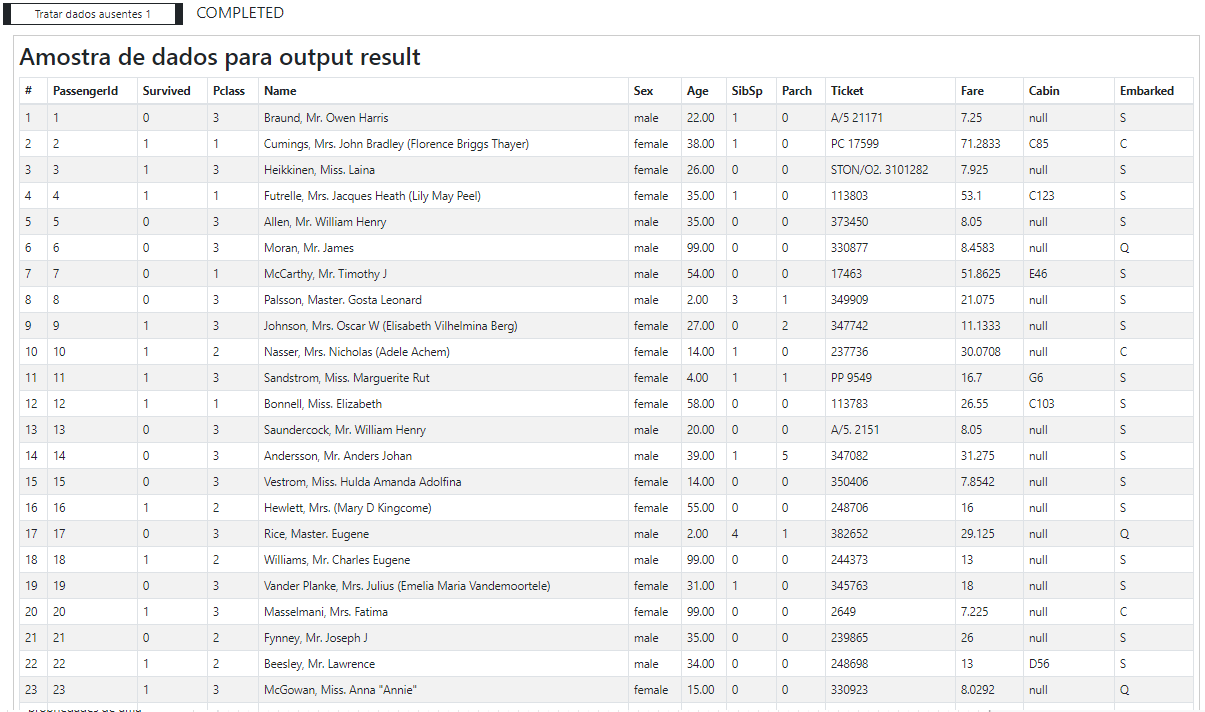 Tratar dados ausentes 1 COMPLETED
Amostra de dados para output result
# PassengerId Survived Pclass Name Sex Age SibSp Parch Ticket Fare Cabin Embarked
1 1 0 3 Braund, Mr. Owen Harris male 22.00 1 0 A/5 21171 7.25 null S
2 2 1 1 Cumings, Mrs. John Bradley (Florence Briggs Thayer) female 38.00 1 0 PC 17599 71.2833 C85 C
3 3 1 3 Heikkinen, Miss. Laina female 26.00 0 0 STON/O2. 3101282 7.925 null S
4 4 1 1 Futrelle, Mrs. Jacques Heath (Lily May Peel) female 35.00 1 0 113803 53.1 C123 S
5 5 0 3 Allen, Mr. William Henry male 35.00 0 0 373450 8.05 null S
6 6 0 3 Moran, Mr. James male 99.00 0 0 330877 8.4583 null Q
7 7 0 1 McCarthy, Mr. Timothy J male 54.00 0 0 17463 51.8625 E46 S
8 8 0 3 Palsson, Master. Gosta Leonard male 2.00 3 1 349909 21.075 null S
9 9 1 3 Johnson, Mrs. Oscar W (Elisabeth Vilhelmina Berg) female 27.00 0 2 347742 11.1333 null S
10 10 1 2 Nasser, Mrs. Nicholas (Adele Achem) female 14.00 1 0 237736 30.0708 null C
11 11 1 3 Sandstrom, Miss. Marguerite Rut female 4.00 1 1 PP 9549 16.7 G6 S
12 12 1 1 Bonnell, Miss. Elizabeth female 58.00 0 0 113783 26.55 C103 S
13 13 0 3 Saundercock, Mr. William Henry male 20.00 0 0 A/5. 2151 8.05 null S
14 14 0 3 Andersson, Mr. Anders Johan male 39.00 1 5 347082 31.275 null S
15 15 0 3 Vestrom, Miss. Hulda Amanda Adolfina female 14.00 0 0 350406 7.8542 null S
16 16 1 2 Hewlett, Mrs. (Mary D Kingcome) female 55.00 0 0 248706 16 null S
17 17 0 3 Rice, Master. Eugene male 2.00 4 1 382652 29.125 null Q
18 18 1 2 Williams, Mr. Charles Eugene male 99.00 0 0 244373 13 null S
19 19 0 3 Vander Planke, Mrs. Julius (Emelia Maria Vandemoortele) female 31.00 1 0 345763 18 null S
20 20 1 3 Masselmani, Mrs. Fatima female 99.00 0 0 2649 7.225 null C
21 21 0 2 Fynney, Mr. Joseph J male 35.00 0 0 239865 26 null S
22 22 1 2 Beesley, Mr. Lawrence male 34.00 0 0 248698 13 D56 S
23 23 1 3 McGowan, Miss. Anna "Annie" female 15.00 0 0 330923 8.0292 null Q